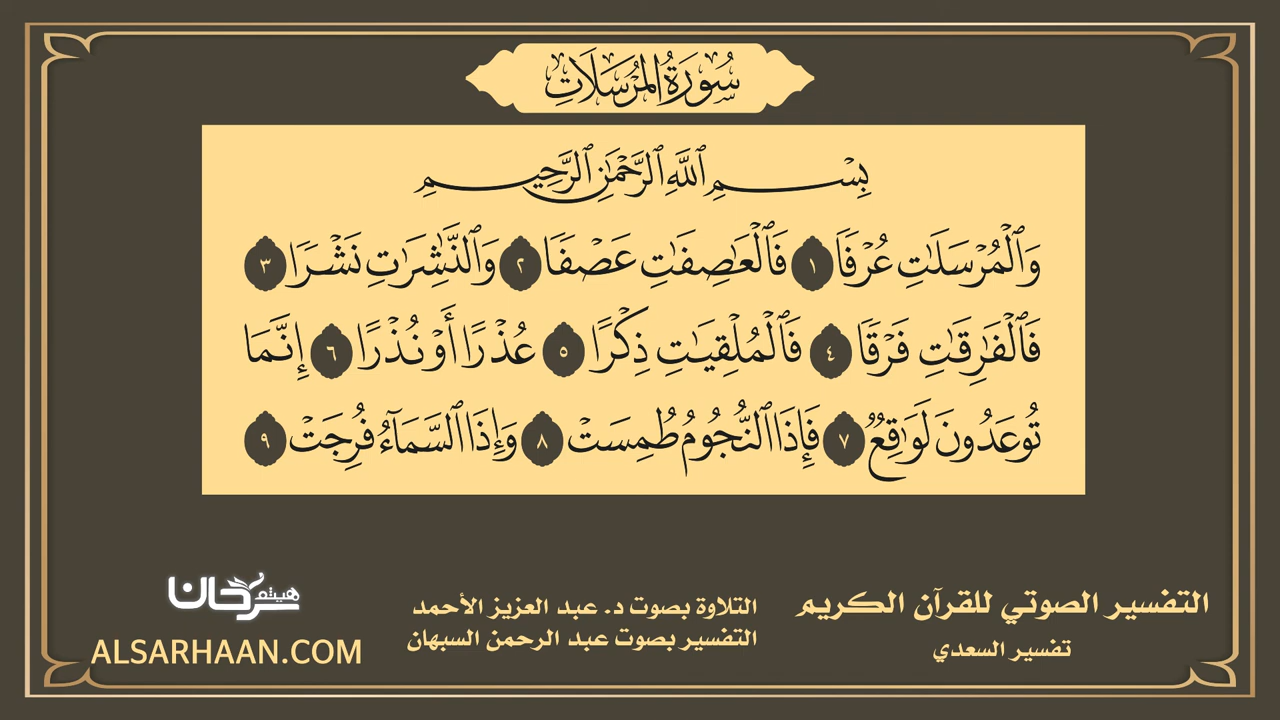 سُورَةُ المُرْسَلَاتِ
بِسْمِ ٱللَّهِ ٱلرَّحْمَٰنِ ٱلرَّحِيمِ
وَٱلْمُرْسَلَٰتِ عُرْفًا ١ فَٱلْعَٰصِفَٰتِ عَصْفًا ٢ وَٱلنَّٰشِرَٰتِ نَشْرًا ٣
فَٱلْفَٰرِقَٰتِ فَرْقًا ٤ فَٱلْمُلْقِيَٰتِ ذِكْرًا ٥ عُذْرًا أَوْ نُذْرًا ٦ إِنَّمَا
تُوعَدُونَ لَوَٰقِعٌ ٧ فَإِذَا ٱلنُّجُومُ طُمِسَتْ ٨ وَإِذَا ٱلسَّمَآءُ فُرِجَتْ ٩
التفسير الصوتي للقرآن الكريم
تفسير السعدي
التلاوة بصوت د. عبد العزيز الأحمد
التفسير بصوت عبد الرحمن السبهان
هيثم سرحان
ALSARHAAN.COM